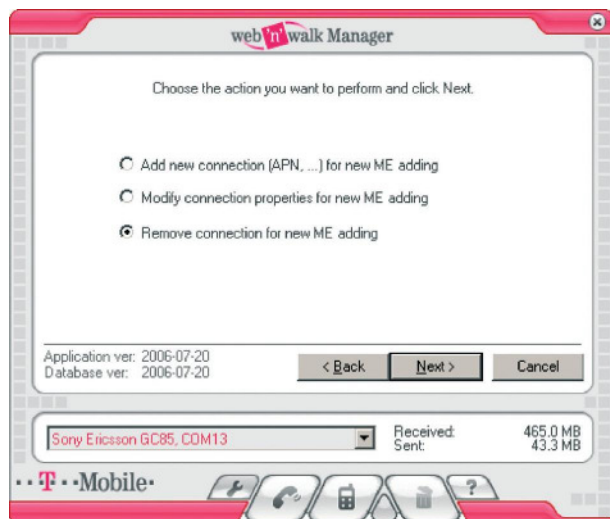 web'n'walk Manager
Choose the action you want to perform and click Next.
Add new connection (APN, ...) for new ME adding
Modify connection properties for new ME adding
Remove connection for new ME adding
Application ver: 2006-07-20
Database ver: 2006-07-20
< Back Next > Cancel
Sony Ericsson GC85, COM13
Received: 465.0 MB
Sent: 43.3 MB
··T··Mobile·
?